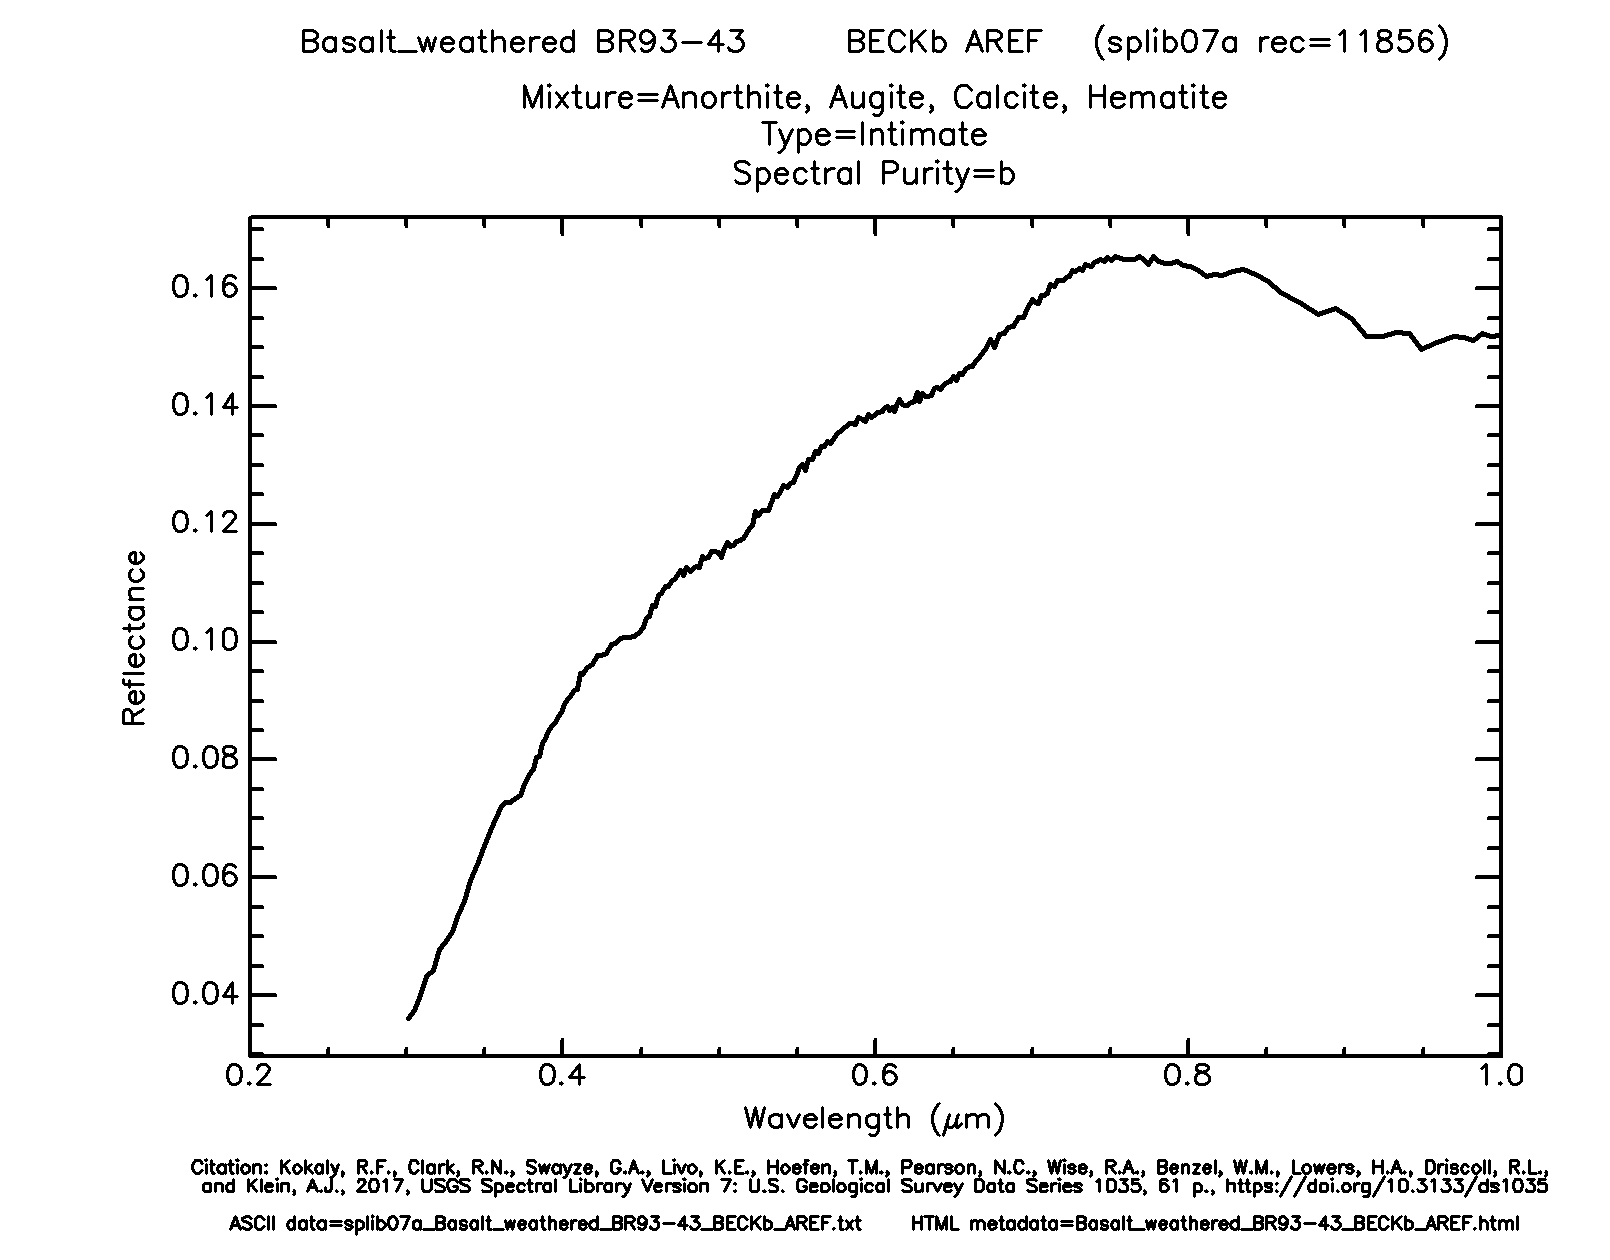 Basalt_weathered BR93-43 BECKb AREF (splib07a rec=11856)
Mixture=Anorthite, Augite, Calcite, Hematite
Type=Intimate
Spectral Purity=b
0.16
0.14
0.12
0.10
0.08
0.06
0.04
Reflectance
0.2 0.4 0.6 0.8 1.0
Wavelength (μm)
Citation: Kokaly, R.F., Clark, R.N., Swayze, G.A., Livo, K.E., Hoefen, T.M., Pearson, N.C., Wise, R.A., Benzel, W.M., Lowers, H.A., Driscoll, R.L.,
and Klein, A.J., 2017, USGS Spectral Library Version 7: U.S. Geological Survey Data Series 1035, 61 p., https://doi.org/10.3133/ds1035
ASCII data=splib07a_Basalt_weathered_BR93-43_BECKb_AREF.txt HTML metadata=Basalt_weathered_BR93-43_BECKb_AREF.html